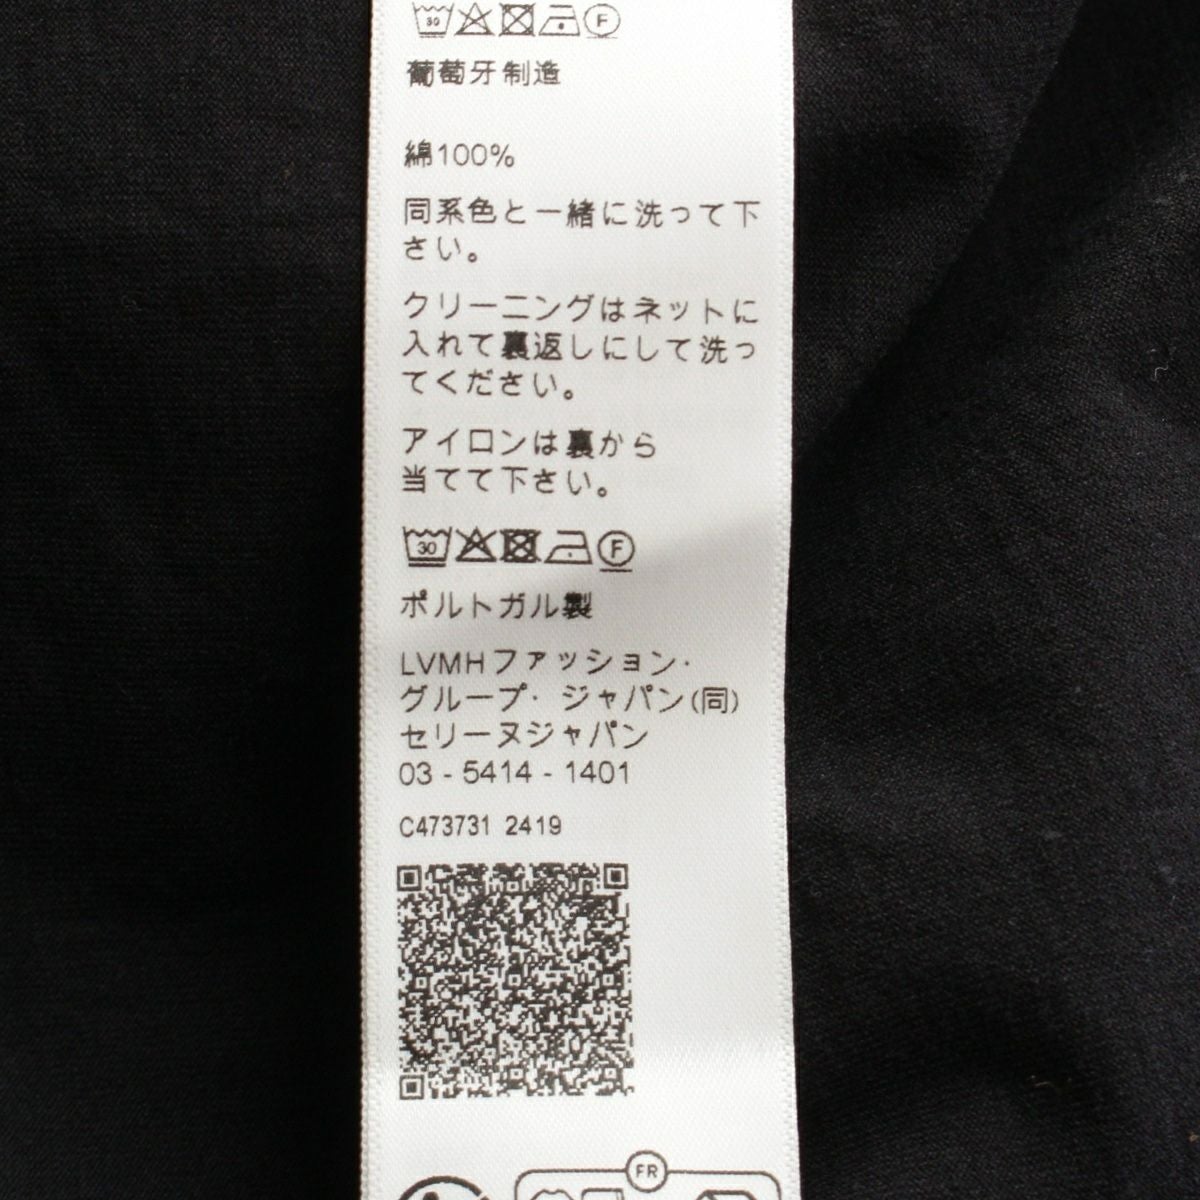 30 F
葡萄牙制造
綿100%
同系色と一緒に洗って下
さい。
クリーニングはネットに
入れて裏返しにして洗っ
てください。
アイロンは裏から
当てて下さい。
30 F
ポルトガル製
LVMHファッション·
グループ· ジャパン(同)
セリーヌジャパン
03 - 5414 - 1401
C473731 2419
FR